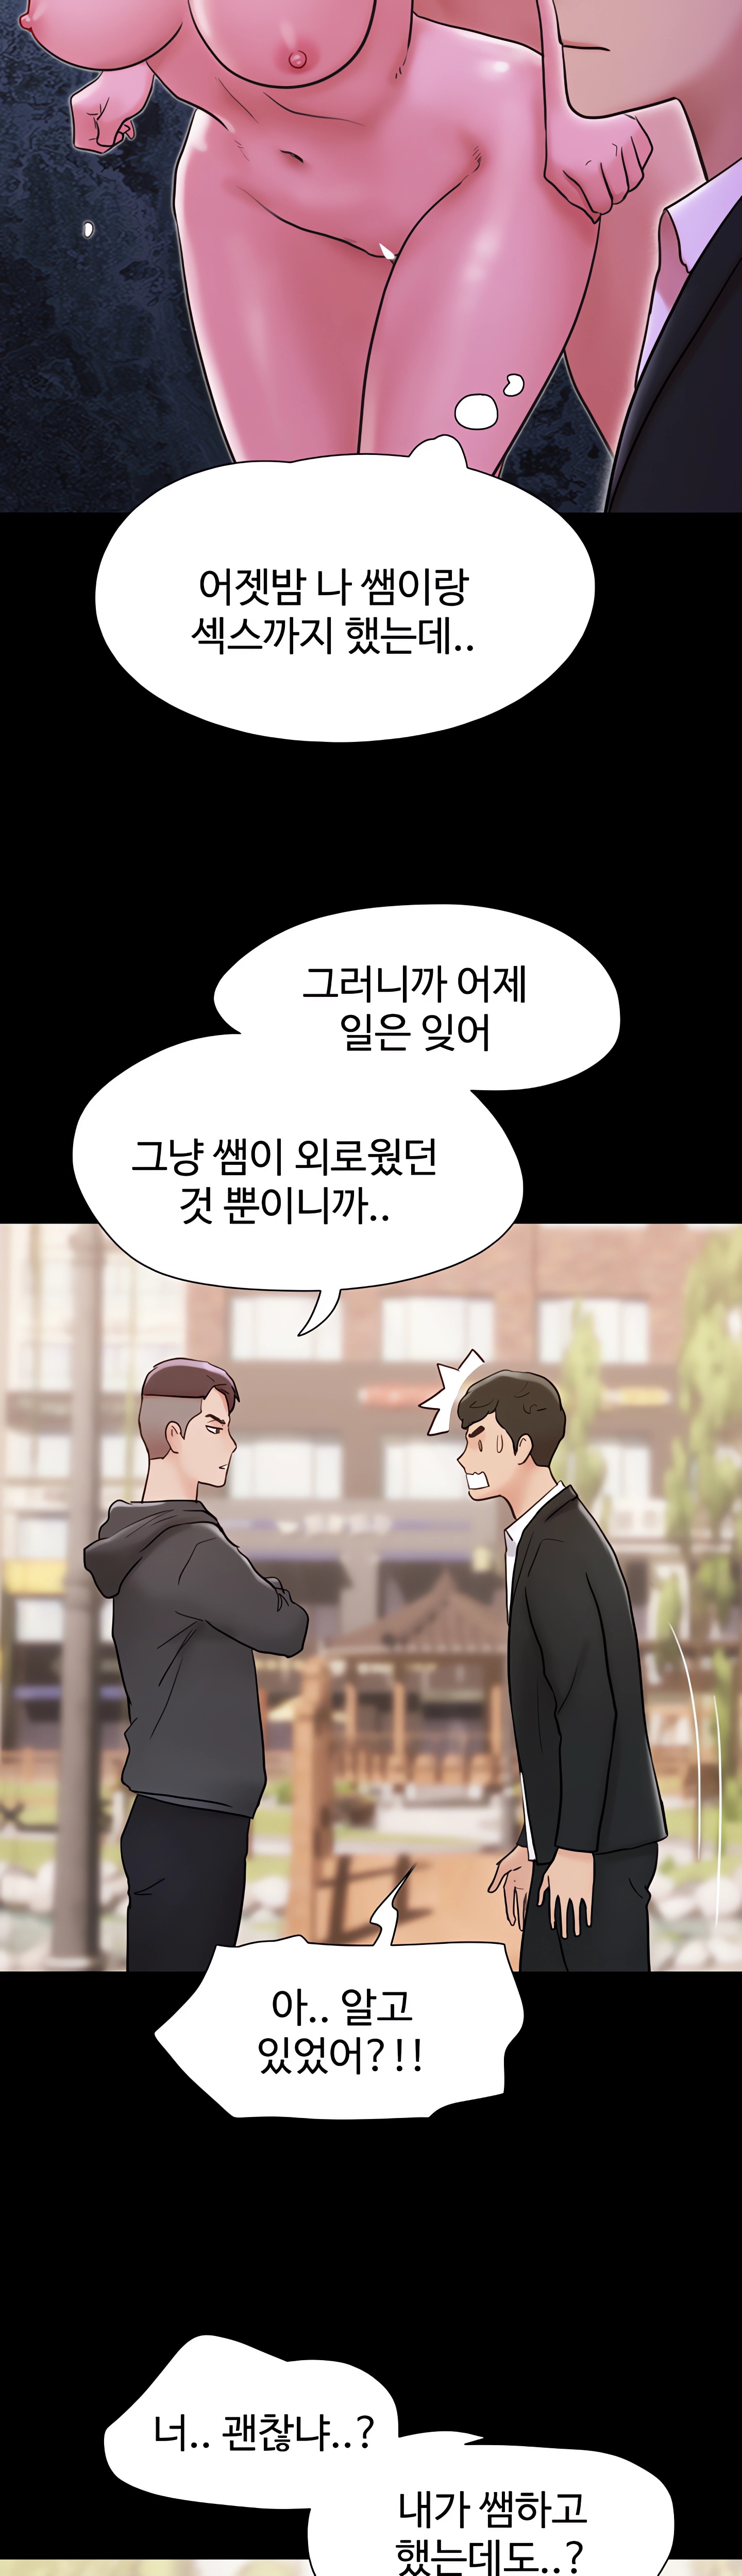 어젯밤 나 쌤이랑
섹스까지 했는데..
그러니까 어제
일은 잊어
그냥 쌤이 외로웠던
것 뿐이니까..
아.. 알고
있었어?!!
너.. 괜찮냐..?
내가 쌤하고
했는데도..?